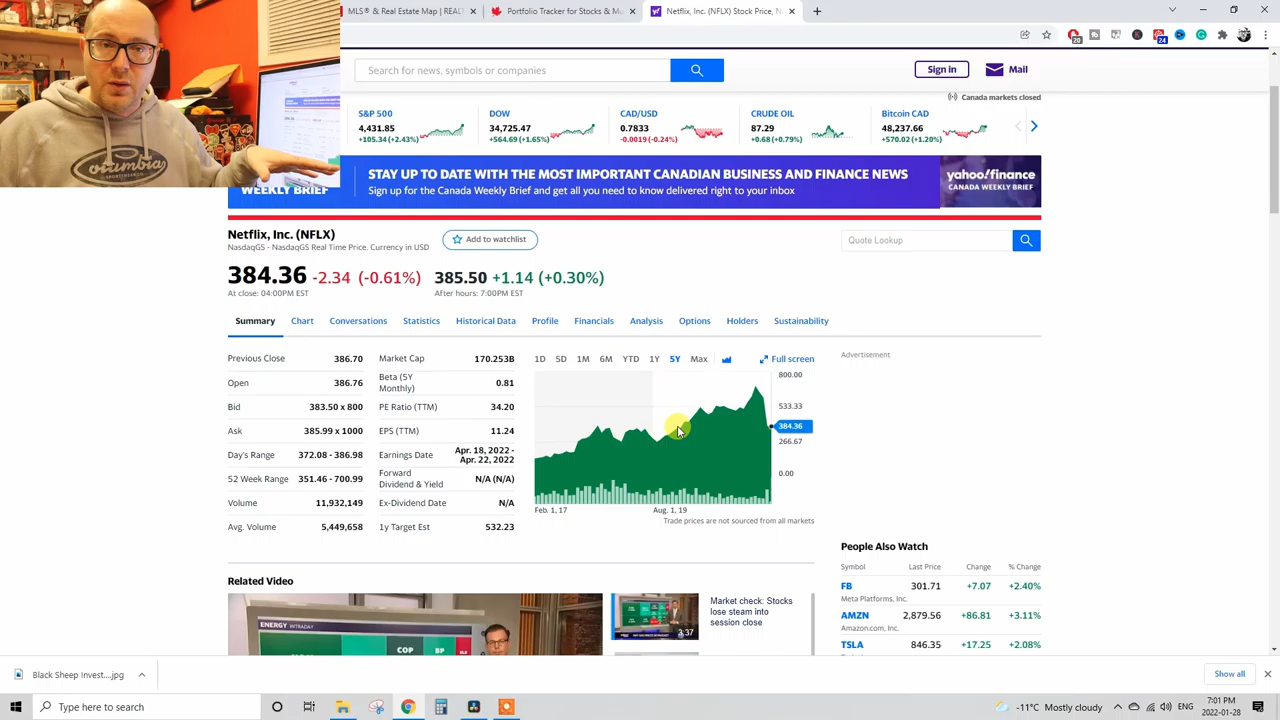 MLS® & Real Estate Map | REAL
Portfolio Tracker for Stocks & Mu
Netflix, Inc. (NFLX) Stock Price, N
20
24
Search for news, symbols or companies
Sign in
Mail
Canada markets closed
S&P 500
4,431.85
+105.34 (+2.43%)
DOW
34,725.47
+564.69 (+1.65%)
CAD/USD
0.7833
-0.0019 (-0.24%)
CRUDE OIL
87.29
+0.68 (+0.79%)
Bitcoin CAD
48,237.66
+570.02 (+1.20%)
WEEKLY BRIEF
STAY UP TO DATE WITH THE MOST IMPORTANT CANADIAN BUSINESS AND FINANCE NEWS
Sign up for the Canada Weekly Brief and get all you need to know delivered right to your inbox
yahoo!finance
CANADA WEEKLY BRIEF
Columbia
Netflix, Inc. (NFLX)
NasdaqGS - NasdaqGS Real Time Price. Currency in USD
Add to watchlist
Quote Lookup
384.36 -2.34 (-0.61%)
At close: 04:00PM EST
385.50 +1.14 (+0.30%)
After hours: 7:00PM EST
Summary Chart Conversations Statistics Historical Data Profile Financials Analysis Options Holders Sustainability
Previous Close 386.70
Open 386.76
Bid 383.50 x 800
Ask 385.99 x 1000
Day's Range 372.08 - 386.98
52 Week Range 351.46 - 700.99
Volume 11,932,149
Avg. Volume 5,449,658
Market Cap 170.253B
Beta (5Y
Monthly) 0.81
PE Ratio (TTM) 34.20
EPS (TTM) 11.24
Earnings Date Apr. 18, 2022 -
Apr. 22, 2022
Forward
Dividend & Yield N/A (N/A)
Ex-Dividend Date N/A
1y Target Est 532.23
1D 5D 1M 6M YTD 1Y 5Y Max
Full screen
800.00
533.33
384.36
266.67
0.00
Feb. 1, 17
Aug. 1, 19
Trade prices are not sourced from all markets
Advertisement
People Also Watch
Symbol Last Price Change % Change
FB 301.71 +7.07 +2.40%
Meta Platforms, Inc.
AMZN 2,879.56 +86.81 +3.11%
Amazon.com, Inc.
TSLA 846.35 +17.25 +2.08%
Related Video
ENERGY INTRADAY
COP
BP
3:37
Market check: Stocks
lose steam into
session close
Black Sheep Invest....jpg
Show all
Type here to search
-11°C Mostly cloudy
ENG
7:01 PM
2022-01-28